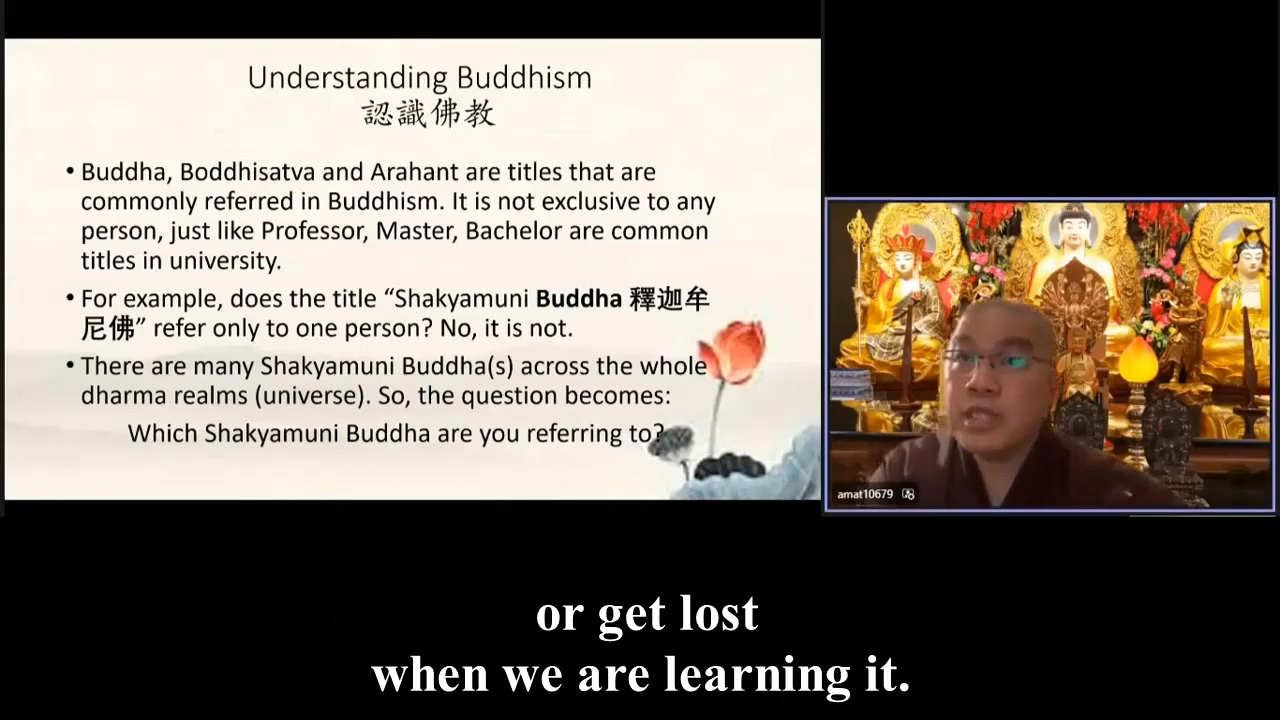 Understanding Buddhism
認識佛教
• Buddha, Boddhisatva and Arahant are titles that are
commonly referred in Buddhism. It is not exclusive to any
person, just like Professor, Master, Bachelor are common
titles in university.
• For example, does the title “Shakyamuni Buddha 釋迦牟
尼佛” refer only to one person? No, it is not.
• There are many Shakyamuni Buddha(s) across the whole
dharma realms (universe). So, the question becomes:
Which Shakyamuni Buddha are you referring to?
amat10679
or get lost
when we are learning it.